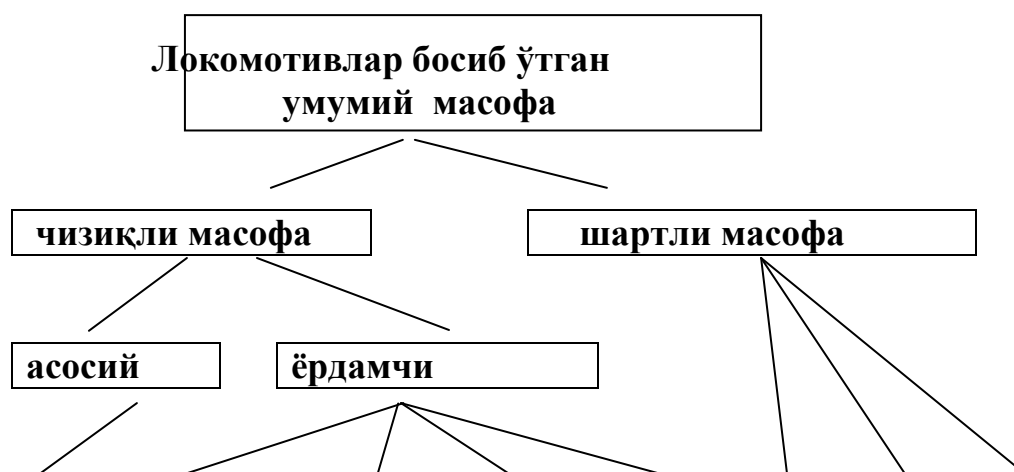 Локомотивлар босиб ўтган
умумий масофа
чизиқли масофа
шартли масофа
асосий
ёрдамчи